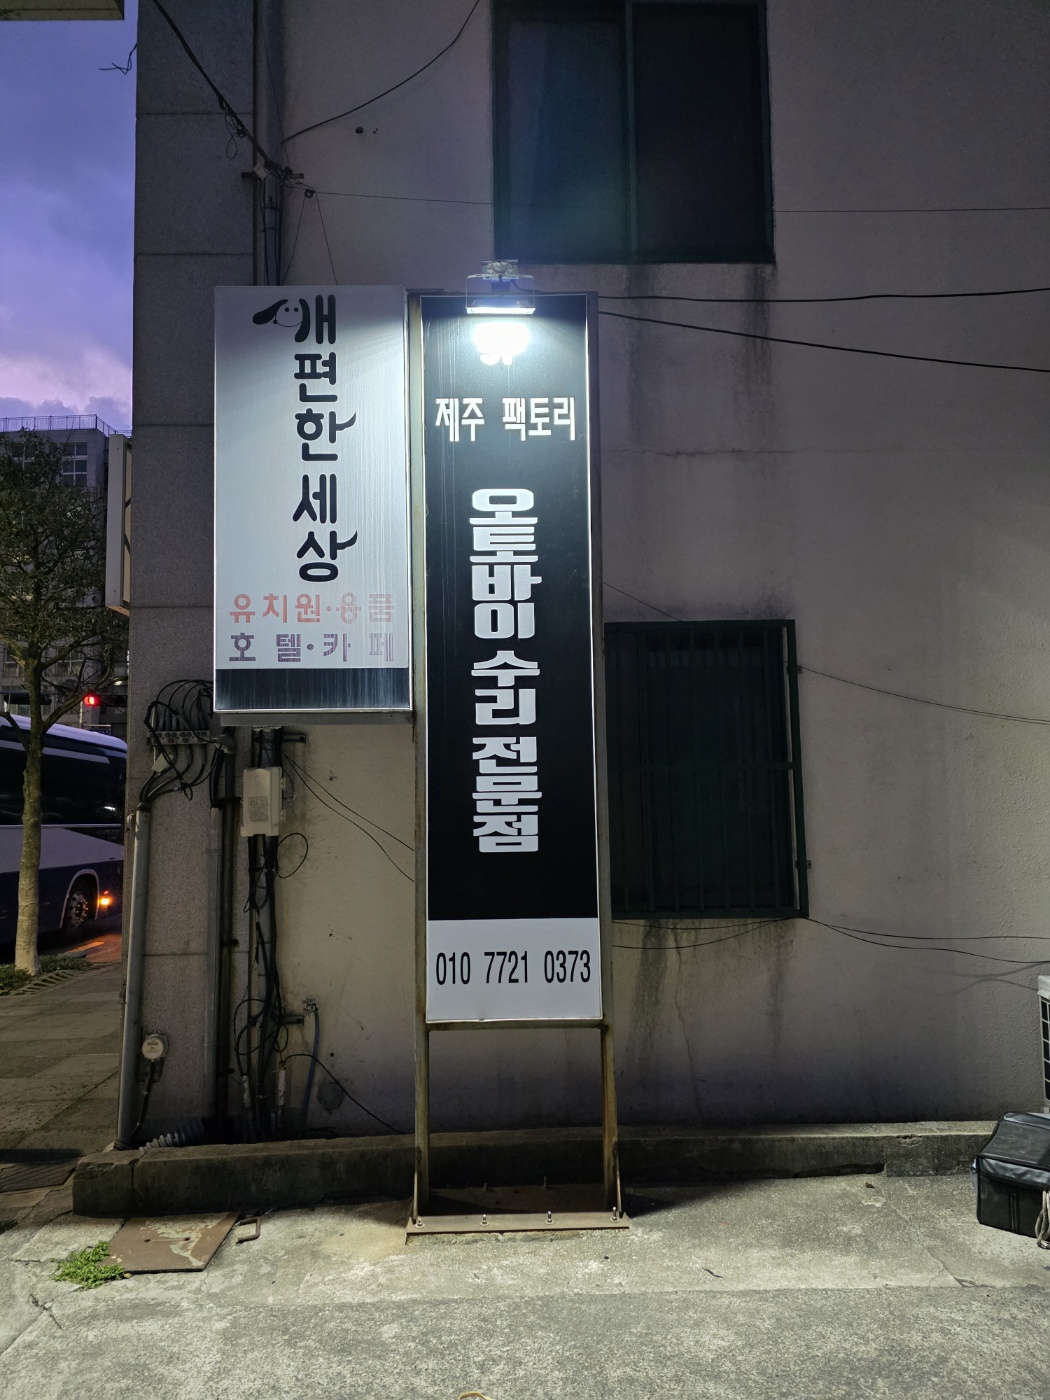 개편한세상
유치원·용품
호텔·카페
제주 팩토리
오토바이 수리 전문점
010 7721 0373